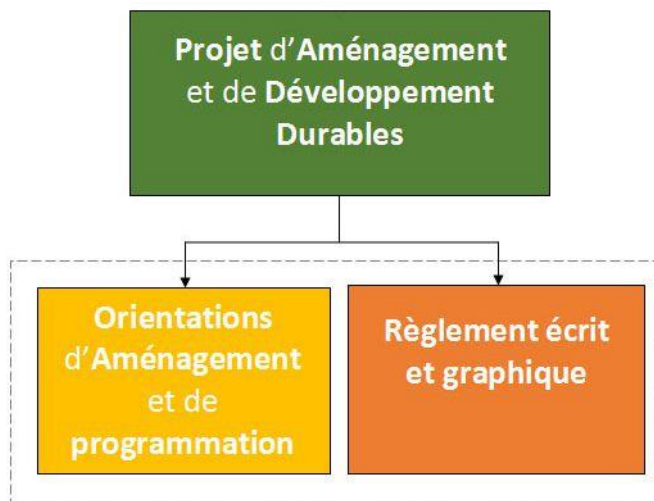 Projet d'Aménagement
et de Développement
Durables
Orientations
d'Aménagement
et de
programmation
Règlement écrit
et graphique